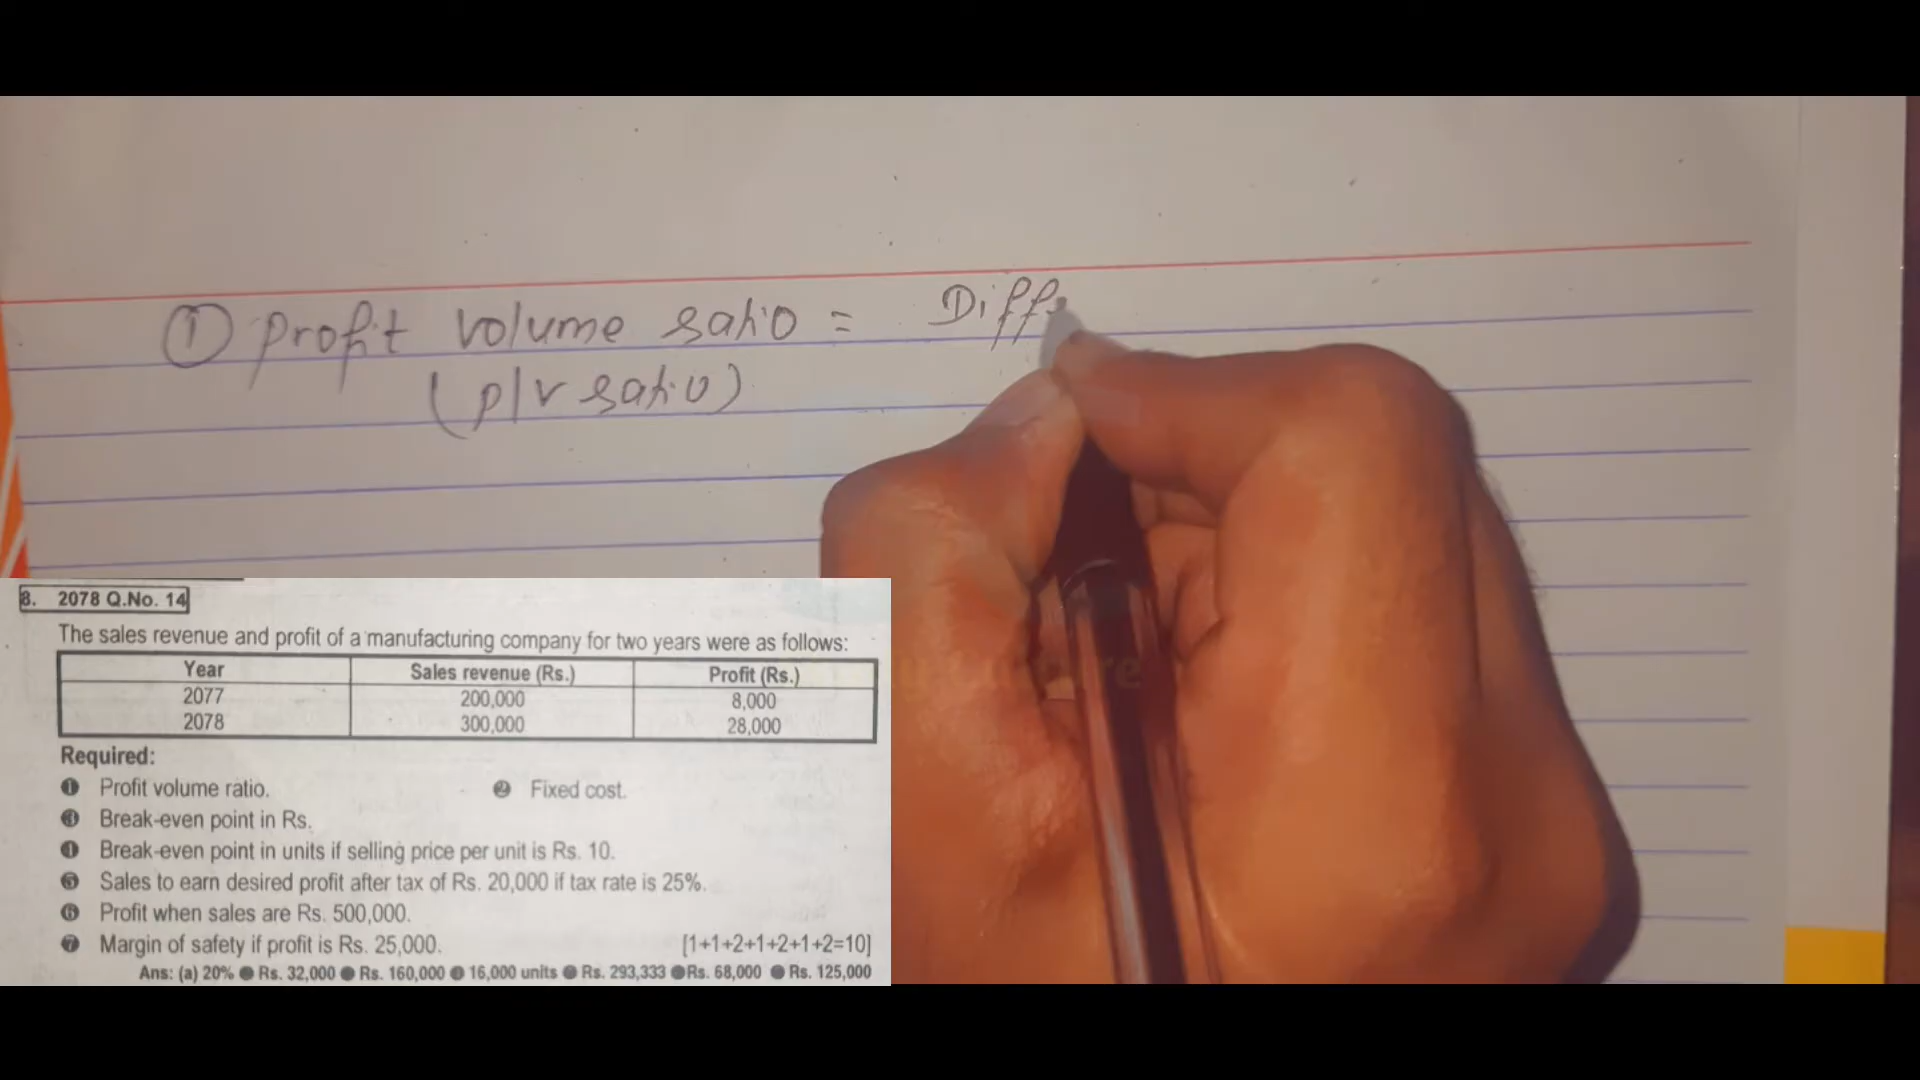 ① Profit volume ratio = Diff
(p/v ratio)
8. 2078 Q.No. 14
The sales revenue and profit of a manufacturing company for two years were as follows:
Year Sales revenue (Rs.) Profit (Rs.)
2077 200,000 8,000
2078 300,000 28,000
Required:
❶ Profit volume ratio. ❷ Fixed cost.
❸ Break-even point in Rs.
❹ Break-even point in units if selling price per unit is Rs. 10.
❺ Sales to earn desired profit after tax of Rs. 20,000 if tax rate is 25%.
❻ Profit when sales are Rs. 500,000.
❼ Margin of safety if profit is Rs. 25,000. [1+1+2+1+2+1+2=10]
Ans: (a) 20% Rs. 32,000 Rs. 160,000 16,000 units Rs. 293,333 Rs. 68,000 Rs. 125,000